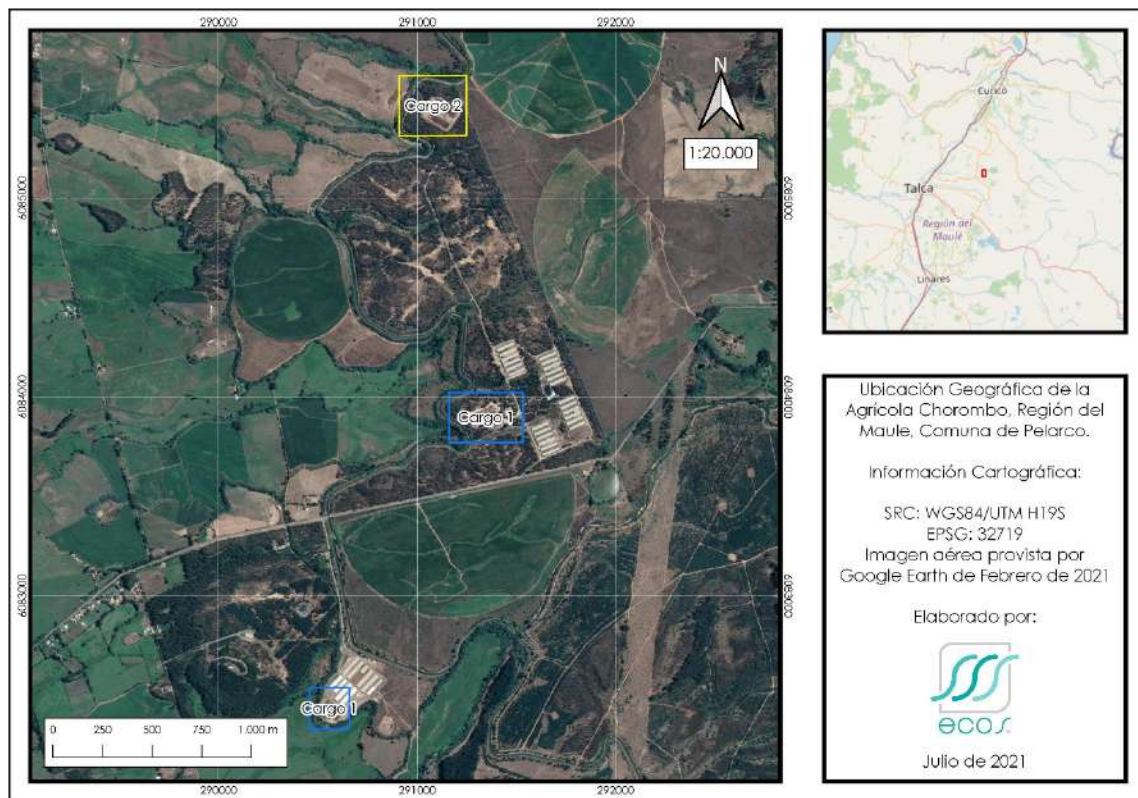 290000
291000
292000
N
1:20.000
Cargo 2
6085000
6085000
Cargo 1
6084000
6084000
6083000
6083000
Cargo 1
0 250 500 750 1.000 m
290000
291000
292000
Curicó
Talca
Región del
Maule
Linares
Ubicación Geográfica de la
Agrícola Chorombo, Región del
Maule, Comuna de Pelarco.
Información Cartográfica:
SRC: WGS84/UTM H19S
EPSG: 32719
Imagen aérea provista por
Google Earth de Febrero de 2021
Elaborado por:
ecos
Julio de 2021